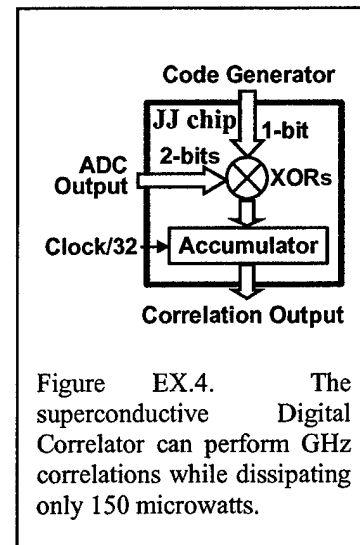 Code Generator
JJ chip
1-bit
2-bits
ADC
Output
XORs
Clock/32
Accumulator
Correlation Output
Figure EX.4. The
superconductive Digital
Correlator can perform GHz
correlations while dissipating
only 150 microwatts.